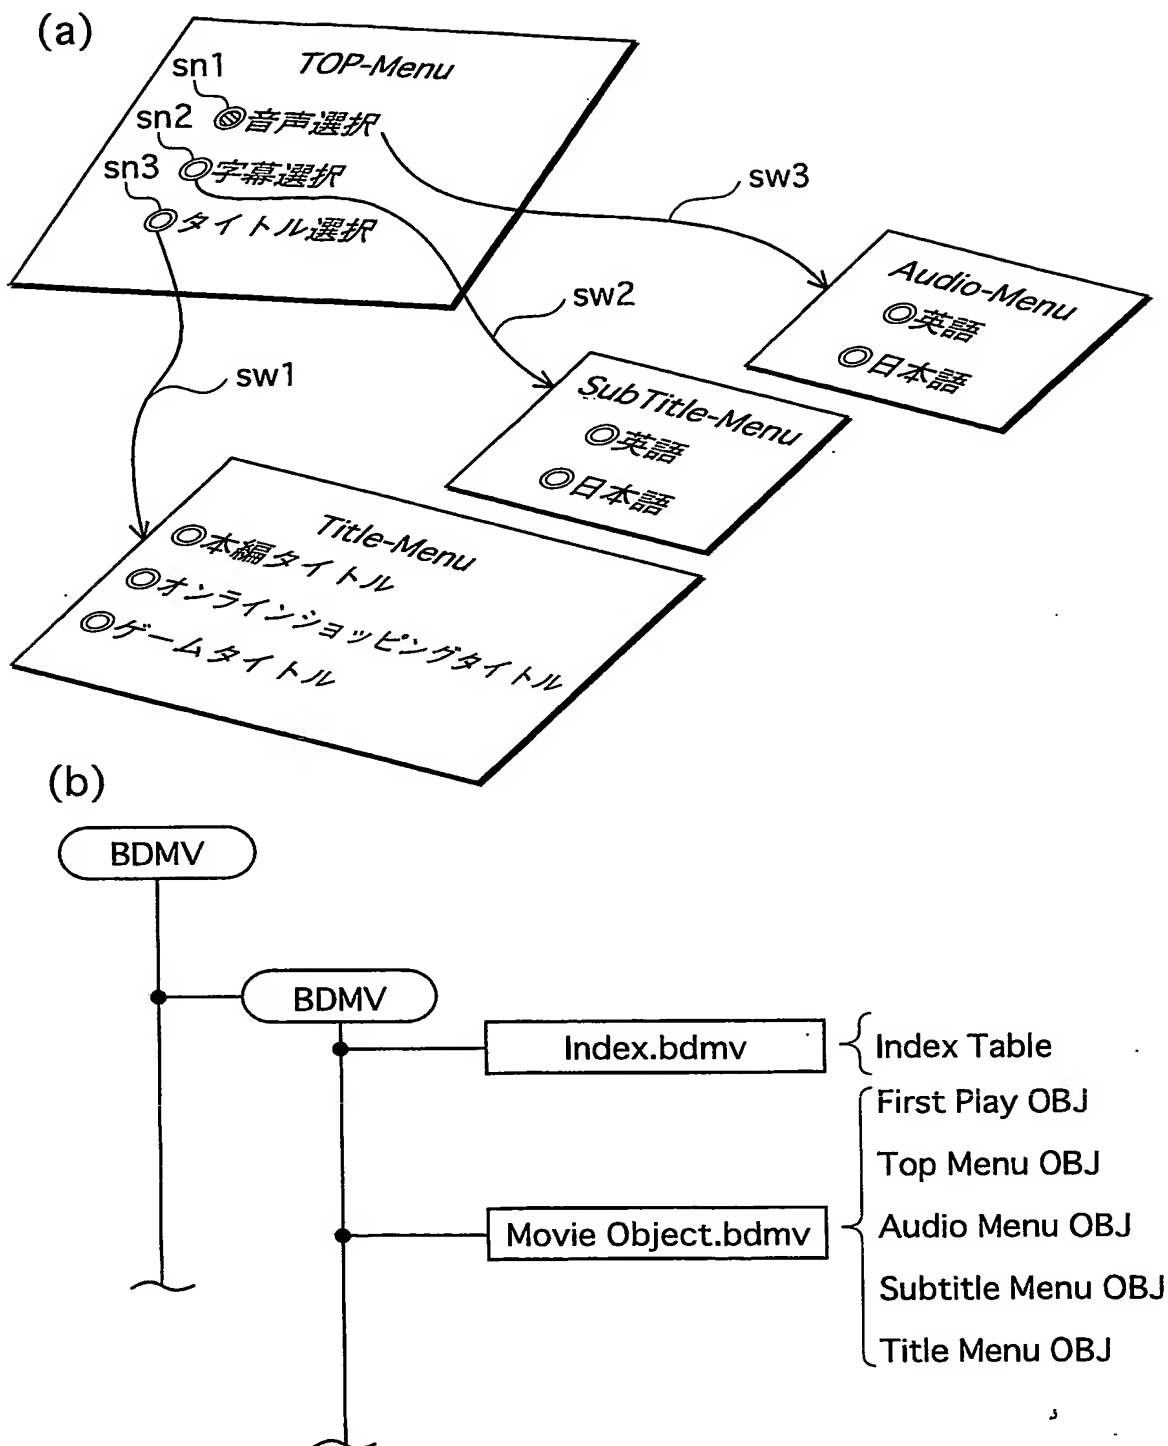 (a)
TOP-Menu
sn1
◎音声選択
sn2
◎字幕選択
sn3
◎タイトル選択
sw3
sw2
sw1
Audio-Menu
◎英語
◎日本語
SubTitle-Menu
◎英語
◎日本語
Title-Menu
◎本編タイトル
◎オンラインショッピングタイトル
◎ゲームタイトル
(b)
BDMV
BDMV
Index.bdmv
Index Table
Movie Object.bdmv
First Play OBJ
Top Menu OBJ
Audio Menu OBJ
Subtitle Menu OBJ
Title Menu OBJ